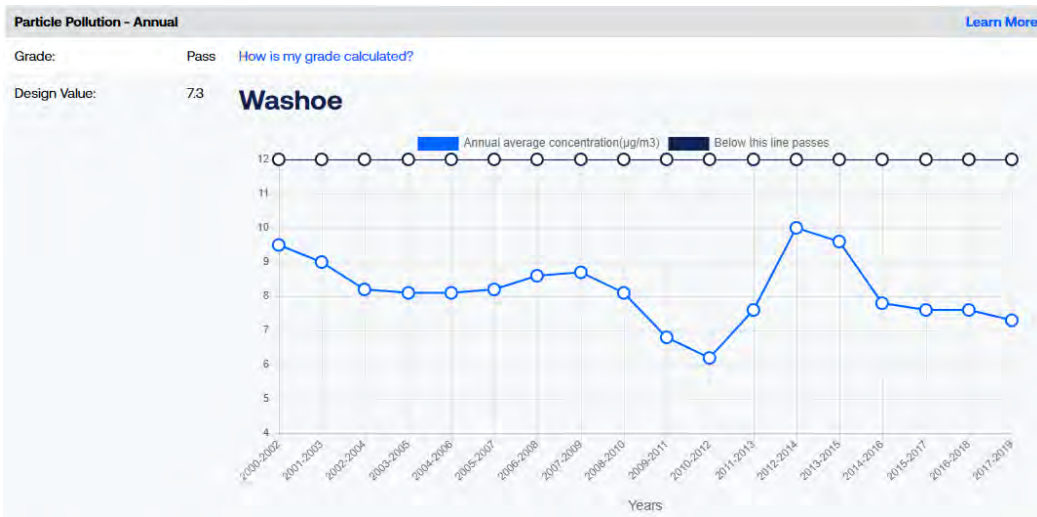 Particle Pollution - Annual Learn More
Grade: Pass How is my grade calculated?
Design Value: 7.3 Washoe
Annual average concentration(µg/m3) Below this line passes
12
11
10
9
8
7
6
5
4
2000-2002 2001-2003 2002-2004 2003-2005 2004-2006 2005-2007 2006-2008 2007-2009 2008-2010 2009-2011 2010-2012 2011-2013 2012-2014 2013-2015 2014-2016 2015-2017 2016-2018 2017-2019
Years